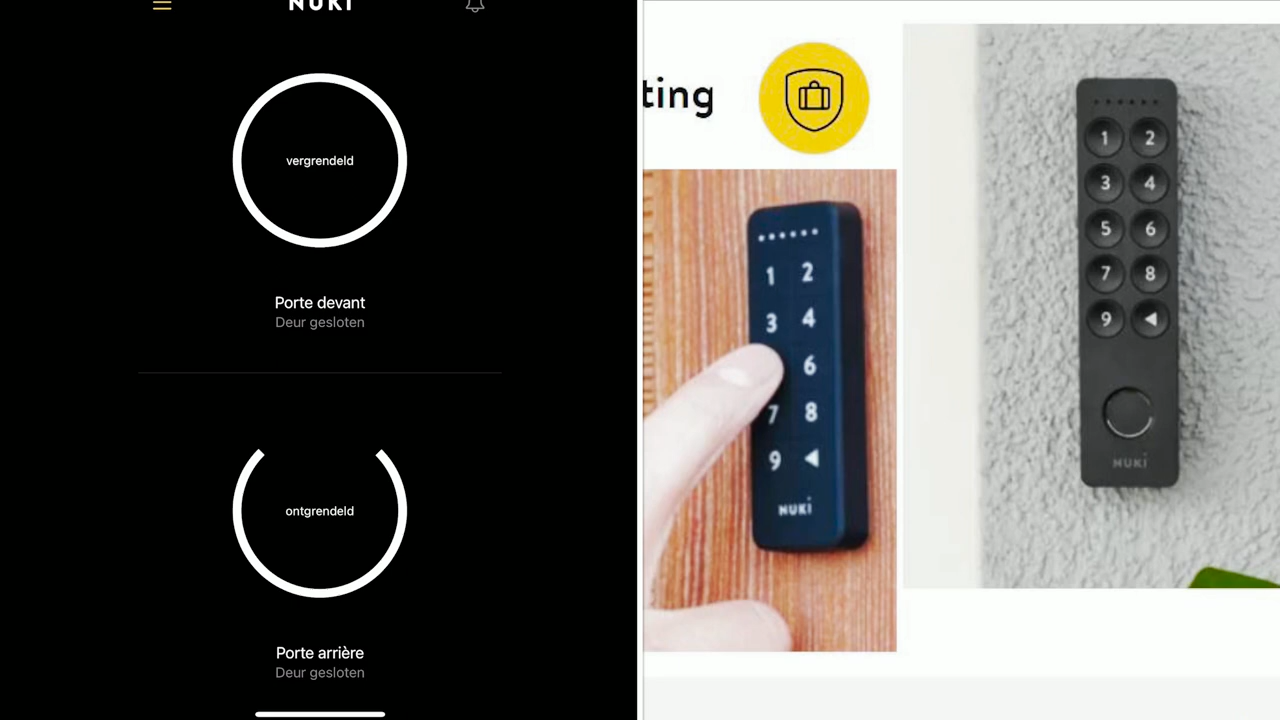 NUKI
vergrendeld
Porte devant
Deur gesloten
ontgrendeld
Porte arrière
Deur gesloten
ting
1 2
3 4
6
7 8
9
NUKI
1 2
3 4
5 6
7 8
9
NUKI